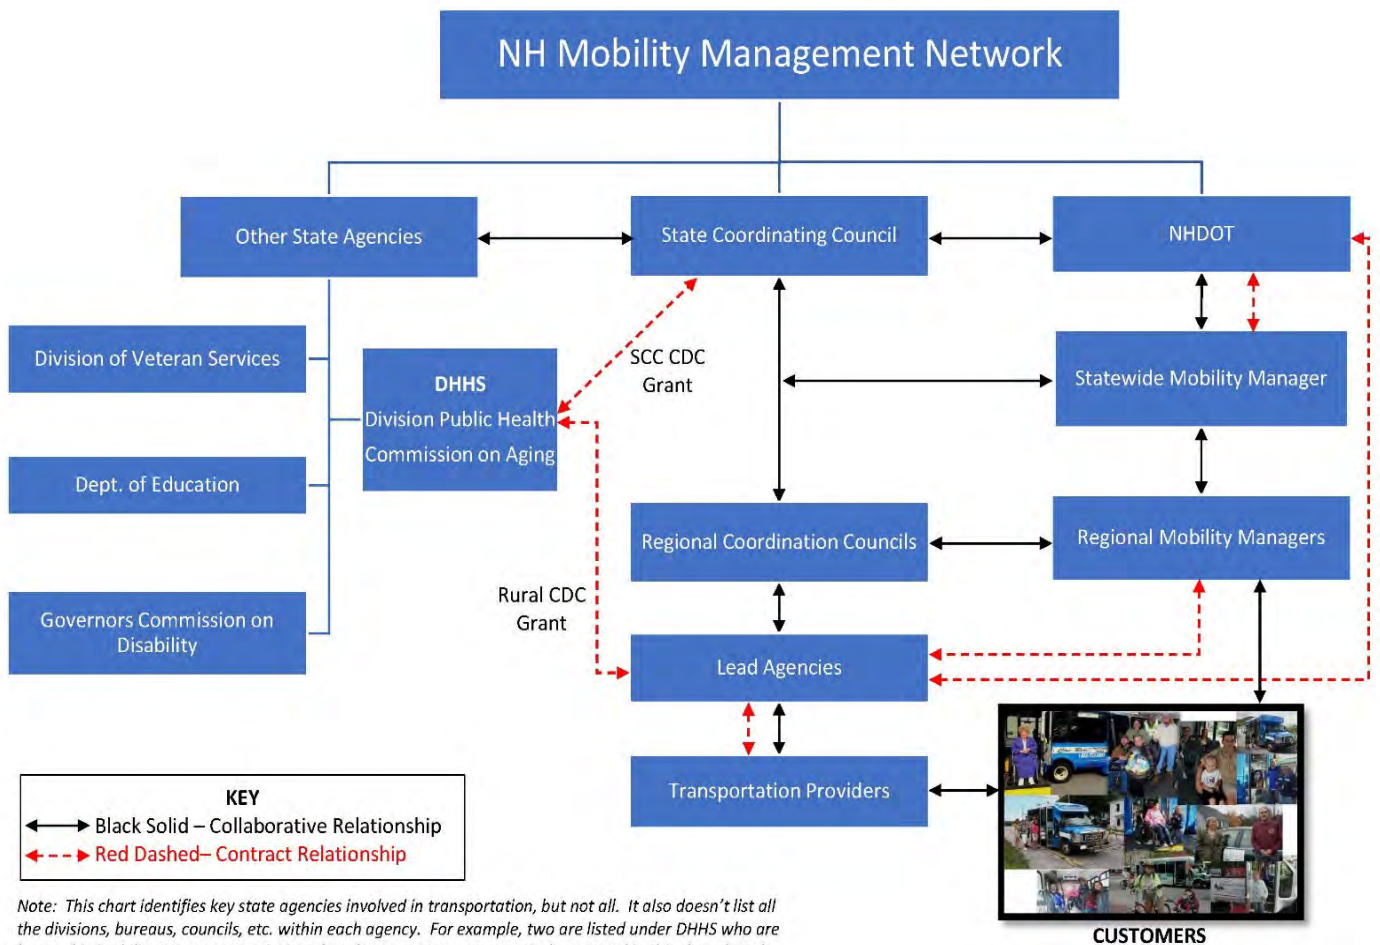 NH Mobility Management Network
Other State Agencies
State Coordinating Council
NHDOT
Division of Veteran Services
DHHS
Division Public Health
Commission on Aging
SCC CDC
Grant
Statewide Mobility Manager
Dept. of Education
Regional Coordination Councils
Regional Mobility Managers
Rural CDC
Grant
Governors Commission on
Disability
Lead Agencies
Transportation Providers
KEY
Black Solid – Collaborative Relationship
Red Dashed– Contract Relationship
CUSTOMERS
Note: This chart identifies key state agencies involved in transportation, but not all. It also doesn't list all
the divisions, bureaus, councils, etc. within each agency. For example, two are listed under DHHS who are